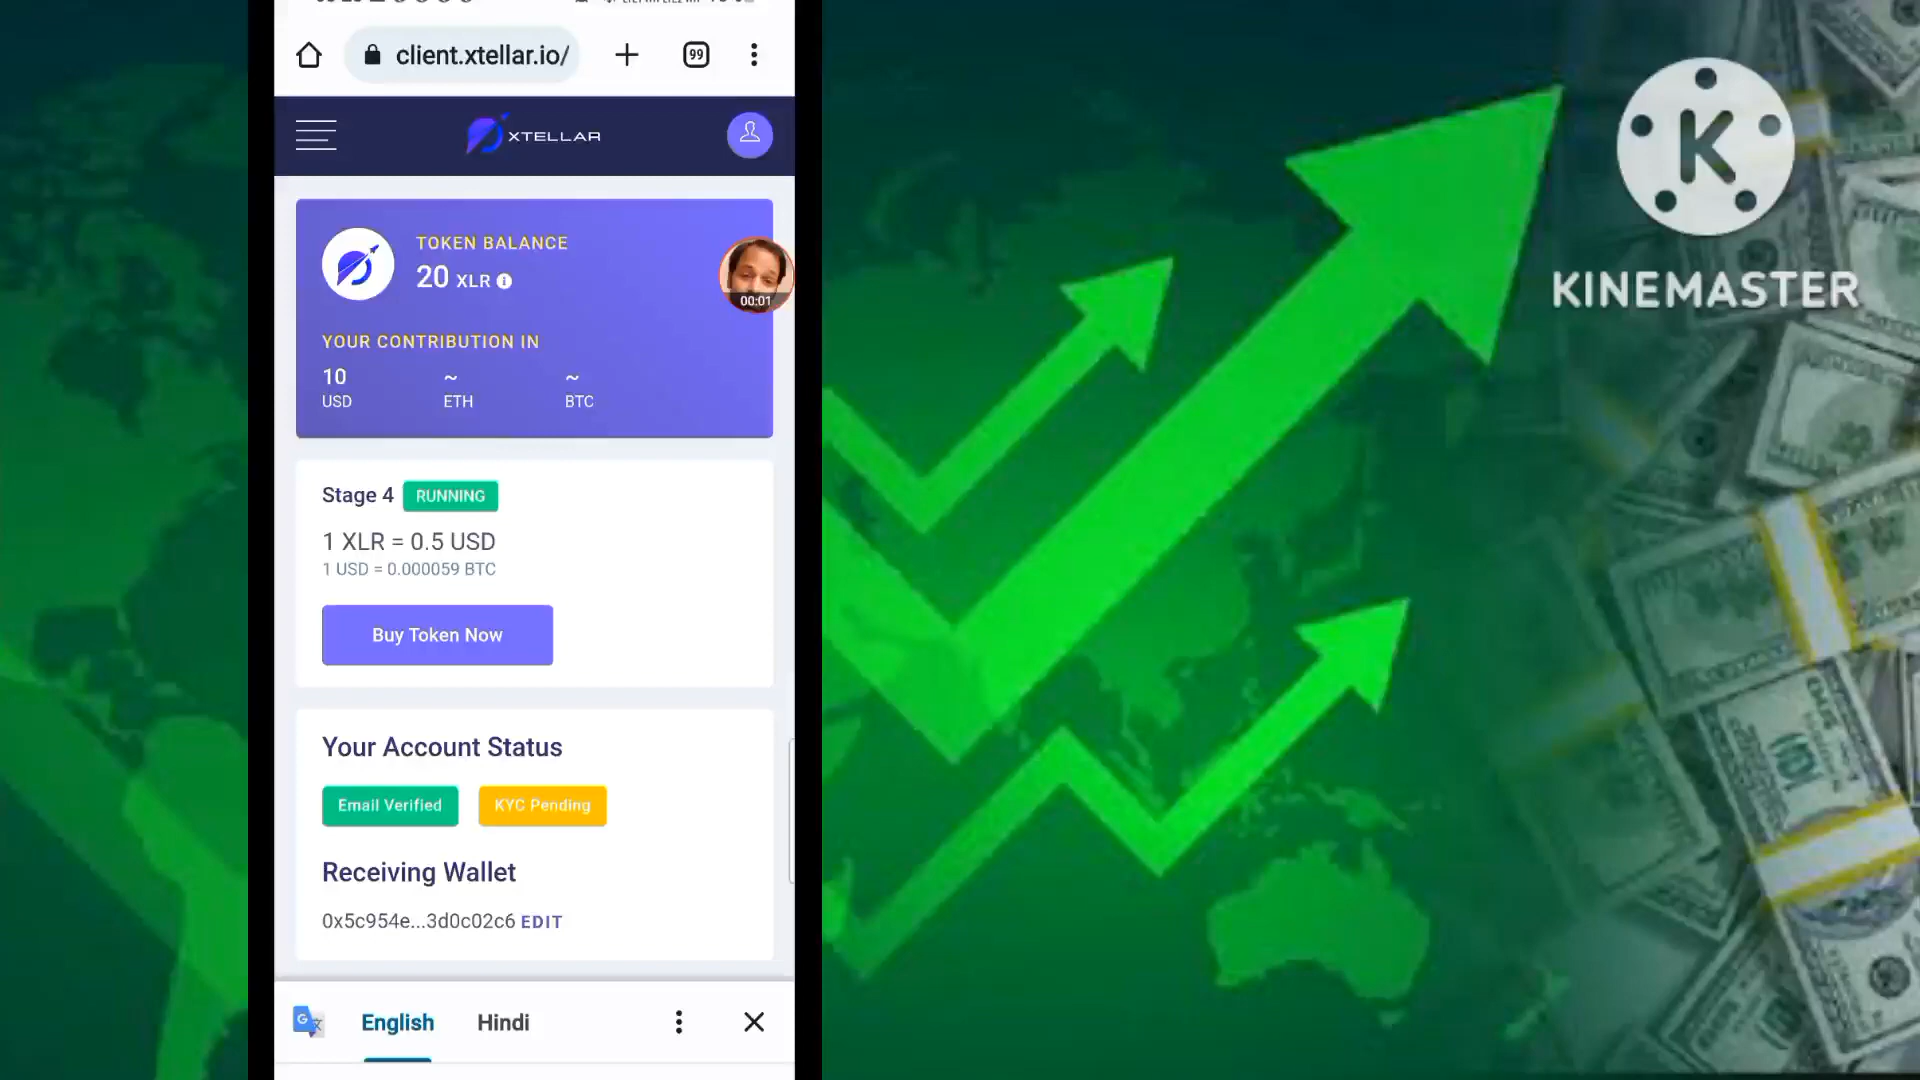 99
client.xtellar.io/
XTELLAR
TOKEN BALANCE
20 XLR
00:01
YOUR CONTRIBUTION IN
10 ~ ~
USD ETH BTC
Stage 4 RUNNING
1 XLR = 0.5 USD
1 USD = 0.000059 BTC
Buy Token Now
Your Account Status
Email Verified KYC Pending
Receiving Wallet
0x5c954e...3d0c02c6 EDIT
English Hindi
K
KINEMASTER